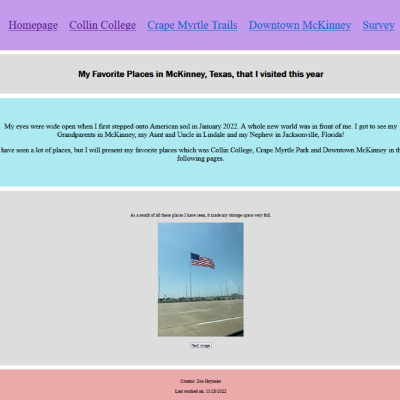 Homepage Collin College Crape Myrtle Trails Downtown McKinney Survey
My Favorite Places in McKinney, Texas, that I visited this year
My eyes were wide open when I first stepped onto American soil in January 2022. A whole new world was in front of me. I got to see my
Grandparents in McKinney, my Aunt and Uncle in Lindale and my Nephew in Jacksonville, Florida!
have seen a lot of places, but I will present my favorite places which was Collin College, Crape Myrtle Park and Downtown McKinney in th
following pages.
As a result of all these places I have seen, it made my storage space very full.
Next image
Creator: Zoe Heyneke
Last worked on: 11/28/2022